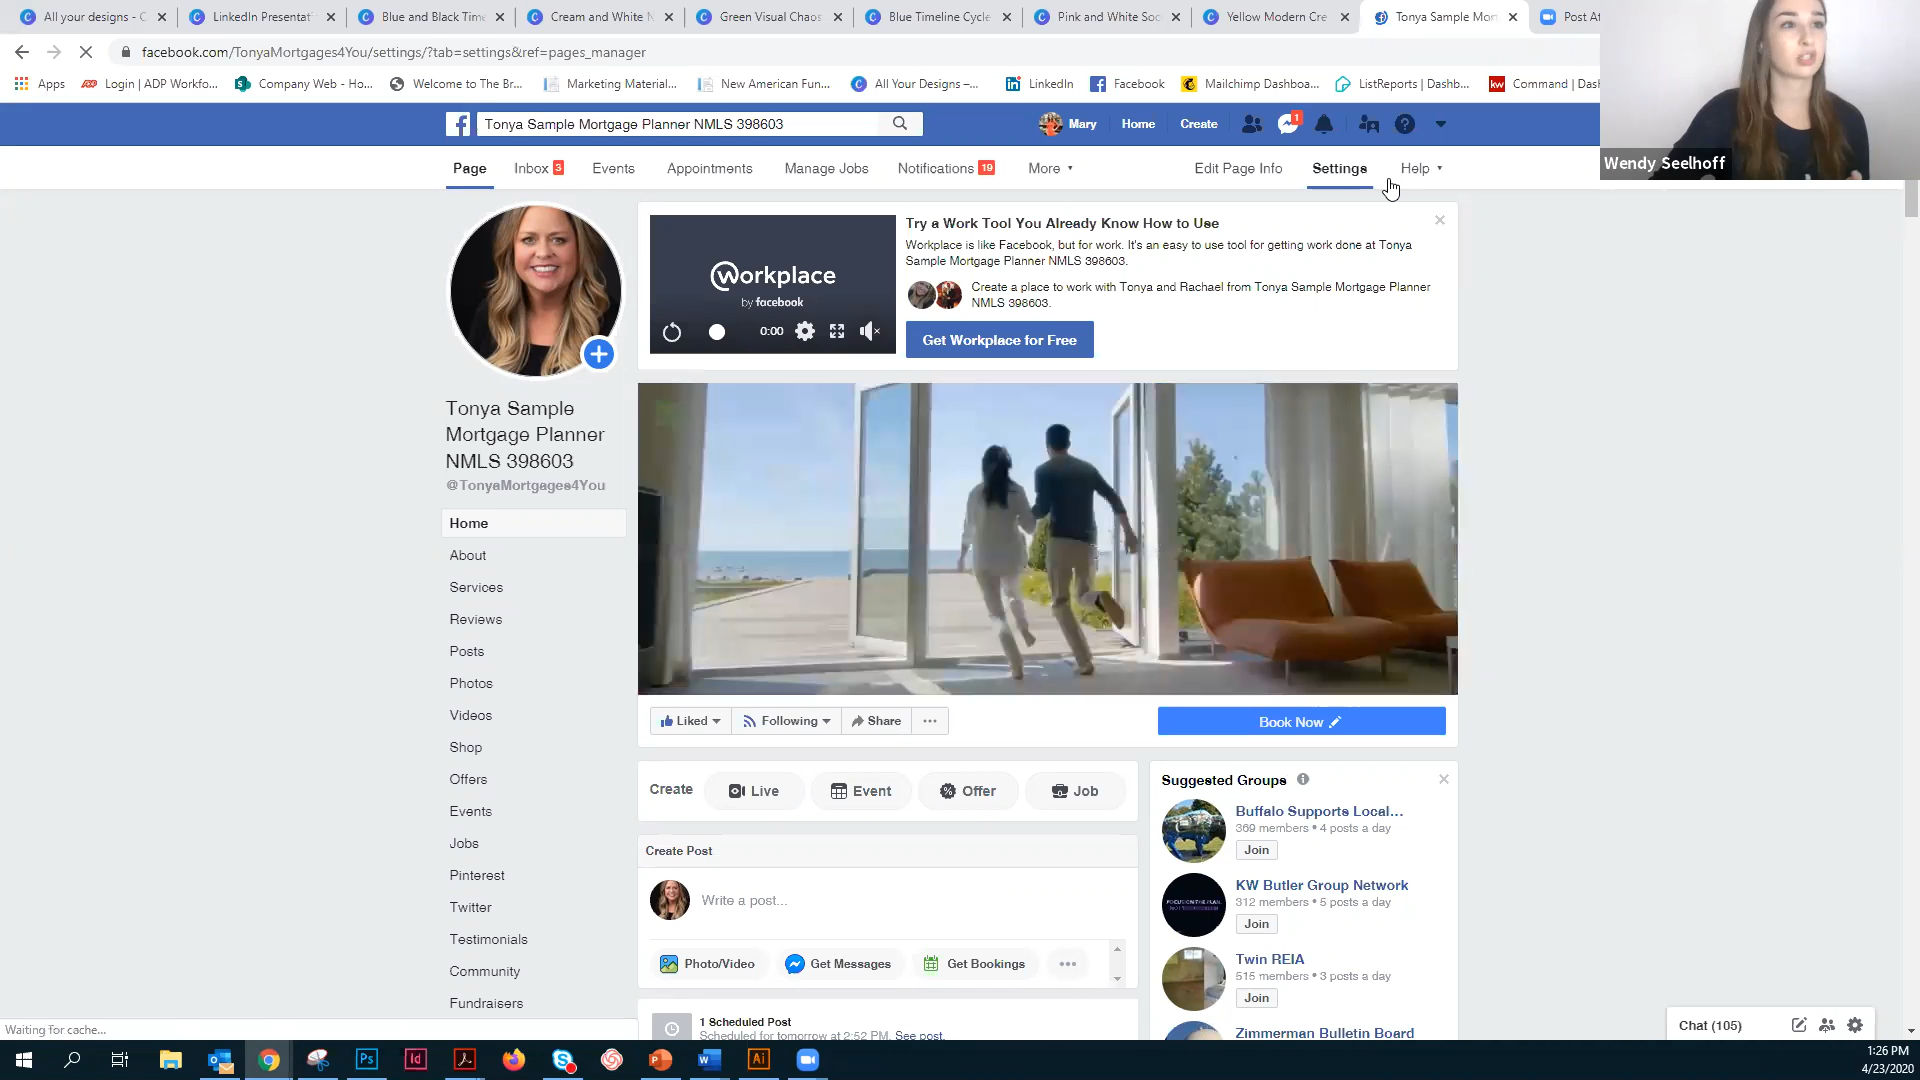 All your designs - C
LinkedIn Presentat
Blue and Black Time
Cream and White N
Green Visual Chaos
Blue Timeline Cycle
Pink and White Soc
Yellow Modern Cre
Tonya Sample Mor
Post At
facebook.com/TonyaMortgages4You/settings/?tab=settings&ref=pages_manager
Apps
Login | ADP Workfo...
Company Web - Ho...
Welcome to The Br...
Marketing Material...
New American Fun...
All Your Designs –...
LinkedIn
Facebook
Mailchimp Dashboa...
ListReports | Dashb...
kw
Command | Das
Wendy Seelhoff
Tonya Sample Mortgage Planner NMLS 398603
Mary
Home
Create
1
Page
Inbox 3
Events
Appointments
Manage Jobs
Notifications 19
More
Edit Page Info
Settings
Help
Try a Work Tool You Already Know How to Use
Workplace is like Facebook, but for work. It's an easy to use tool for getting work done at Tonya
Sample Mortgage Planner NMLS 398603.
Create a place to work with Tonya and Rachael from Tonya Sample Mortgage Planner
NMLS 398603.
Get Workplace for Free
workplace
by facebook
0:00
Tonya Sample
Mortgage Planner
NMLS 398603
@TonyaMortgages4You
Home
About
Services
Reviews
Posts
Photos
Videos
Shop
Offers
Events
Jobs
Pinterest
Twitter
Testimonials
Community
Fundraisers
Liked
Following
Share
Book Now
Create
Live
Event
Offer
Job
Create Post
Write a post...
Photo/Video
Get Messages
Get Bookings
1 Scheduled Post
Scheduled for tomorrow at 2:52 PM. See post.
Suggested Groups
Buffalo Supports Local...
369 members • 4 posts a day
Join
KW Butler Group Network
312 members • 5 posts a day
Join
Twin REIA
515 members • 3 posts a day
Join
Zimmerman Bulletin Board
Chat (105)
Waiting for cache...
Ps
Id
Ai
1:26 PM
4/23/2020